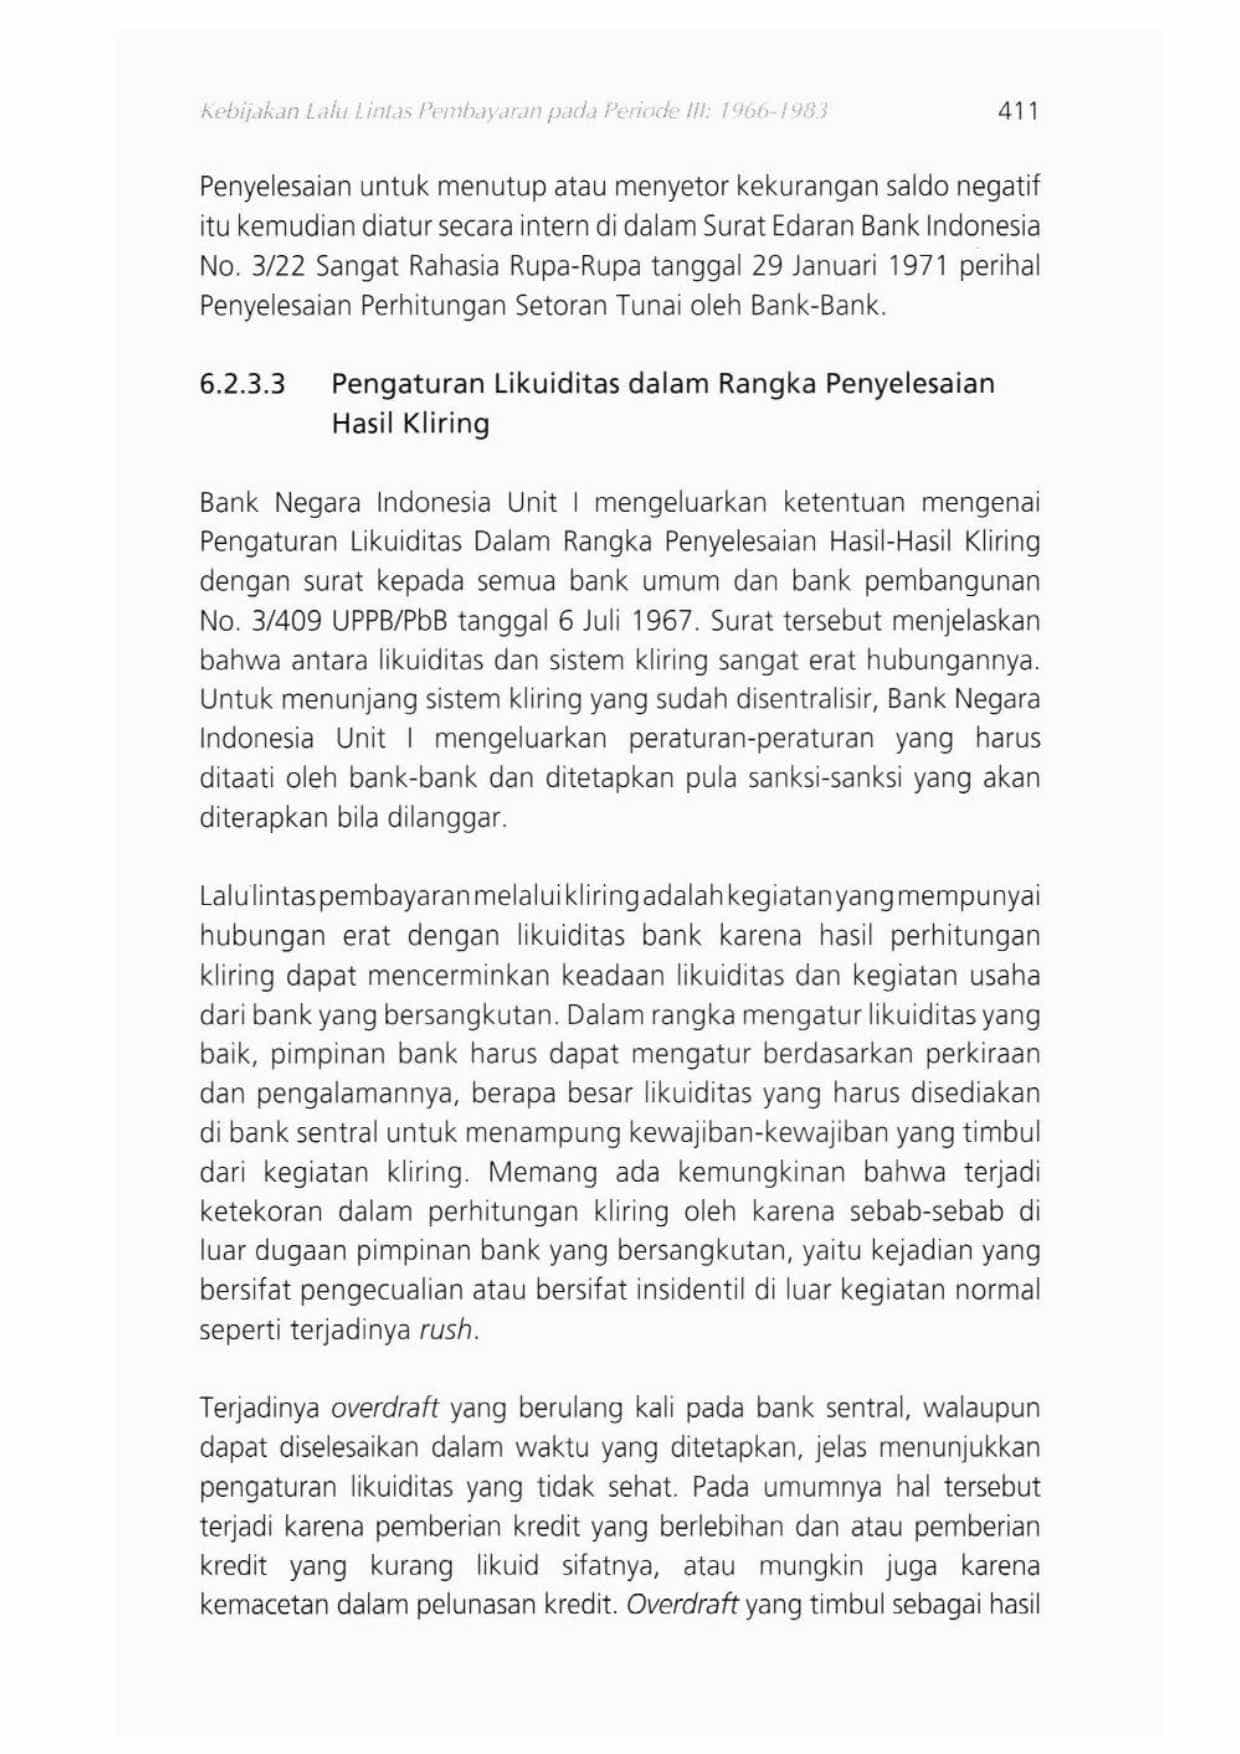 Kebijakan Lalu Lintas Pembayaran pada Periode III: 1966-1983 411
Penyelesaian untuk menutup atau menyetor kekurangan saldo negatif
itu kemudian diatur secara intern di dalam Surat Edaran Bank Indonesia
No. 3/22 Sangat Rahasia Rupa-Rupa tanggal 29 Januari 1971 perihal
Penyelesaian Perhitungan Setoran Tunai oleh Bank-Bank.
6.2.3.3 Pengaturan Likuiditas dalam Rangka Penyelesaian
Hasil Kliring
Bank Negara Indonesia Unit I mengeluarkan ketentuan mengenai
Pengaturan Likuiditas Dalam Rangka Penyelesaian Hasil-Hasil Kliring
dengan surat kepada semua bank umum dan bank pembangunan
No. 3/409 UPPB/PbB tanggal 6 Juli 1967. Surat tersebut menjelaskan
bahwa antara likuiditas dan sistem kliring sangat erat hubungannya.
Untuk menunjang sistem kliring yang sudah disentralisir, Bank Negara
Indonesia Unit I mengeluarkan peraturan-peraturan yang harus
ditaati oleh bank-bank dan ditetapkan pula sanksi-sanksi yang akan
diterapkan bila dilanggar.
Lalu lintas pembayaran melalui kliring adalah kegiatan yang mempunyai
hubungan erat dengan likuiditas bank karena hasil perhitungan
kliring dapat mencerminkan keadaan likuiditas dan kegiatan usaha
dari bank yang bersangkutan. Dalam rangka mengatur likuiditas yang
baik, pimpinan bank harus dapat mengatur berdasarkan perkiraan
dan pengalamannya, berapa besar likuiditas yang harus disediakan
di bank sentral untuk menampung kewajiban-kewajiban yang timbul
dari kegiatan kliring. Memang ada kemungkinan bahwa terjadi
ketekoran dalam perhitungan kliring oleh karena sebab-sebab di
luar dugaan pimpinan bank yang bersangkutan, yaitu kejadian yang
bersifat pengecualian atau bersifat insidentil di luar kegiatan normal
seperti terjadinya rush.
Terjadinya overdraft yang berulang kali pada bank sentral, walaupun
dapat diselesaikan dalam waktu yang ditetapkan, jelas menunjukkan
pengaturan likuiditas yang tidak sehat. Pada umumnya hal tersebut
terjadi karena pemberian kredit yang berlebihan dan atau pemberian
kredit yang kurang likuid sifatnya, atau mungkin juga karena
kemacetan dalam pelunasan kredit. Overdraft yang timbul sebagai hasil